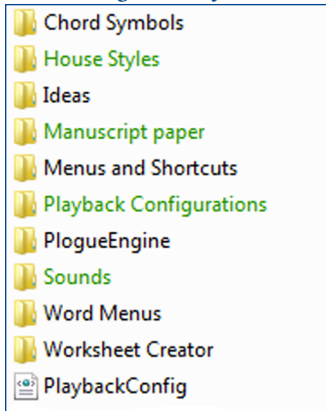 Chord Symbols
House Styles
Ideas
Manuscript paper
Menus and Shortcuts
Playback Configurations
PlogueEngine
Sounds
Word Menus
Worksheet Creator
PlaybackConfig